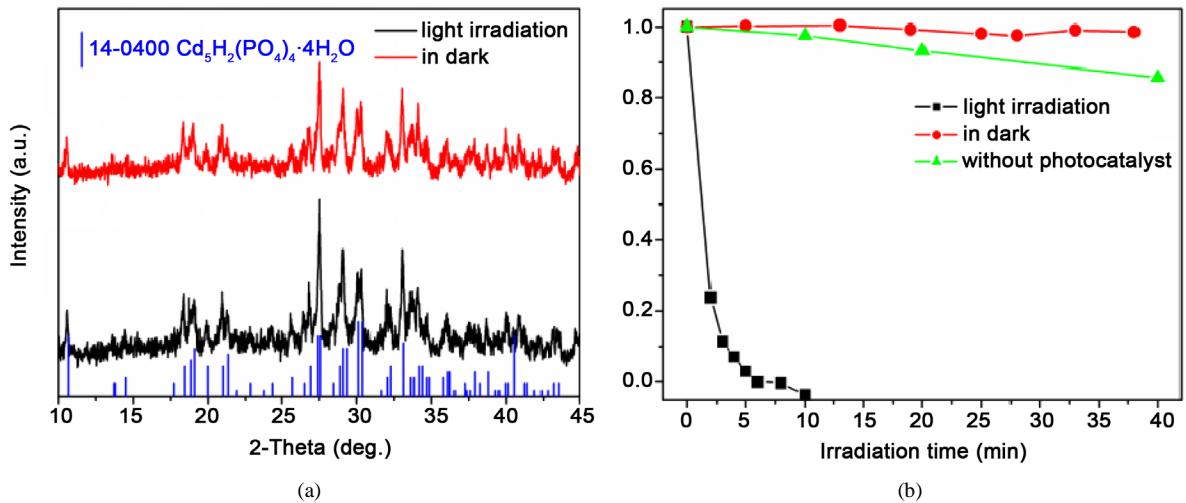 14-0400 Cd₅H₂(PO₄)₄·4H₂O
light irradiation
in dark
Intensity (a.u.)
10 15 20 25 30 35 40 45
2-Theta (deg.)
(a)
1.0
0.8
0.6
0.4
0.2
0.0
light irradiation
in dark
without photocatalyst
0 5 10 15 20 25 30 35 40
Irradiation time (min)
(b)